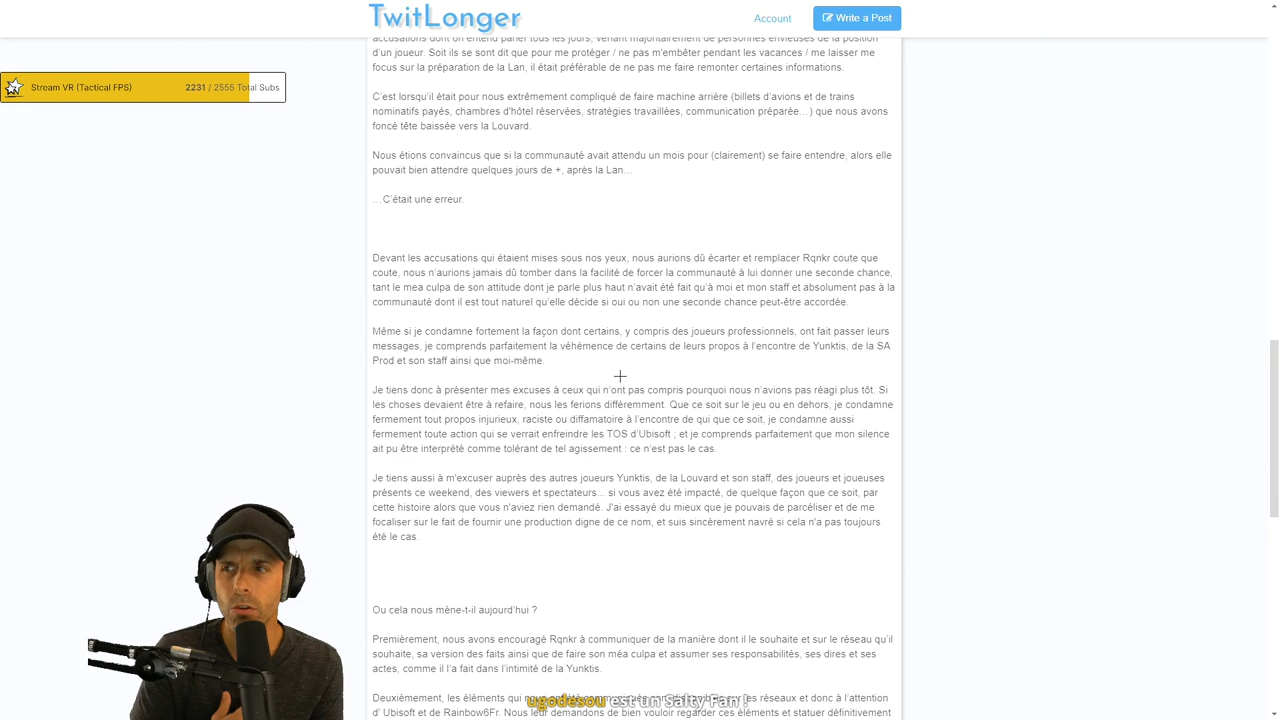 TwitLonger
Account
Write a Post
accusations dont on entend parler tous les jours, venant majoritairement de personnes envieuses de la position
d'un joueur. Soit ils se sont dit que pour me protéger / ne pas m'embêter pendant les vacances / me laisser me
focus sur la préparation de la Lan, il était préférable de ne pas me faire remonter certaines informations.
Stream VR (Tactical FPS)
2231 / 2555 Total Subs
C'est lorsqu'il était pour nous extrêmement compliqué de faire machine arrière (billets d'avions et de trains
nominatifs payés, chambres d'hôtel réservées, stratégies travaillées, communication préparée...) que nous avons
foncé tête baissée vers la Louvard.
Nous étions convaincus que si la communauté avait attendu un mois pour (clairement) se faire entendre, alors elle
pouvait bien attendre quelques jours de +, après la Lan...
...C'était une erreur.
Devant les accusations qui étaient mises sous nos yeux, nous aurions dû écarter et remplacer Rqnkr coute que
coute, nous n'aurions jamais dû tomber dans la facilité de forcer la communauté à lui donner une seconde chance,
tant le mea culpa de son attitude dont je parle plus haut n'avait été fait qu'à moi et mon staff et absolument pas à la
communauté dont il est tout naturel qu'elle décide si oui ou non une seconde chance peut-être accordée.
Même si je condamne fortement la façon dont certains, y compris des joueurs professionnels, ont fait passer leurs
messages, je comprends parfaitement la véhémence de certains de leurs propos à l'encontre de Yunktis, de la SA
Prod et son staff ainsi que moi-même.
Je tiens donc à présenter mes excuses à ceux qui n'ont pas compris pourquoi nous n'avions pas réagi plus tôt. Si
les choses devaient être à refaire, nous les ferions différemment. Que ce soit sur le jeu ou en dehors, je condamne
fermement tout propos injurieux, raciste ou diffamatoire à l'encontre de qui que ce soit, je condamne aussi
fermement toute action qui se verrait enfreindre les TOS d'Ubisoft ; et je comprends parfaitement que mon silence
ait pu être interprété comme tolérant de tel agissement : ce n'est pas le cas.
Je tiens aussi à m'excuser auprès des autres joueurs Yunktis, de la Louvard et son staff, des joueurs et joueuses
présents ce weekend, des viewers et spectateurs... si vous avez été impacté, de quelque façon que ce soit, par
cette histoire alors que vous n'aviez rien demandé. J'ai essayé du mieux que je pouvais de parcéliser et de me
focaliser sur le fait de fournir une production digne de ce nom, et suis sincèrement navré si cela n'a pas toujours
été le cas.
Ou cela nous mène-t-il aujourd'hui ?
Premièrement, nous avons encouragé Rqnkr à communiquer de la manière dont il le souhaite et sur le réseau qu'il
souhaite, sa version des faits ainsi que de faire son méa culpa et assumer ses responsabilités, ses dires et ses
actes, comme il l'a fait dans l'intimité de la Yunktis.
Deuxièmement, les éléments qui sur les réseaux et donc à l'attention
ugodesou est un Salty Fan !
d' Ubisoft et de Rainbow6Fr. Nous leur demandons de bien vouloir regarder ces éléments et statuer définitivement